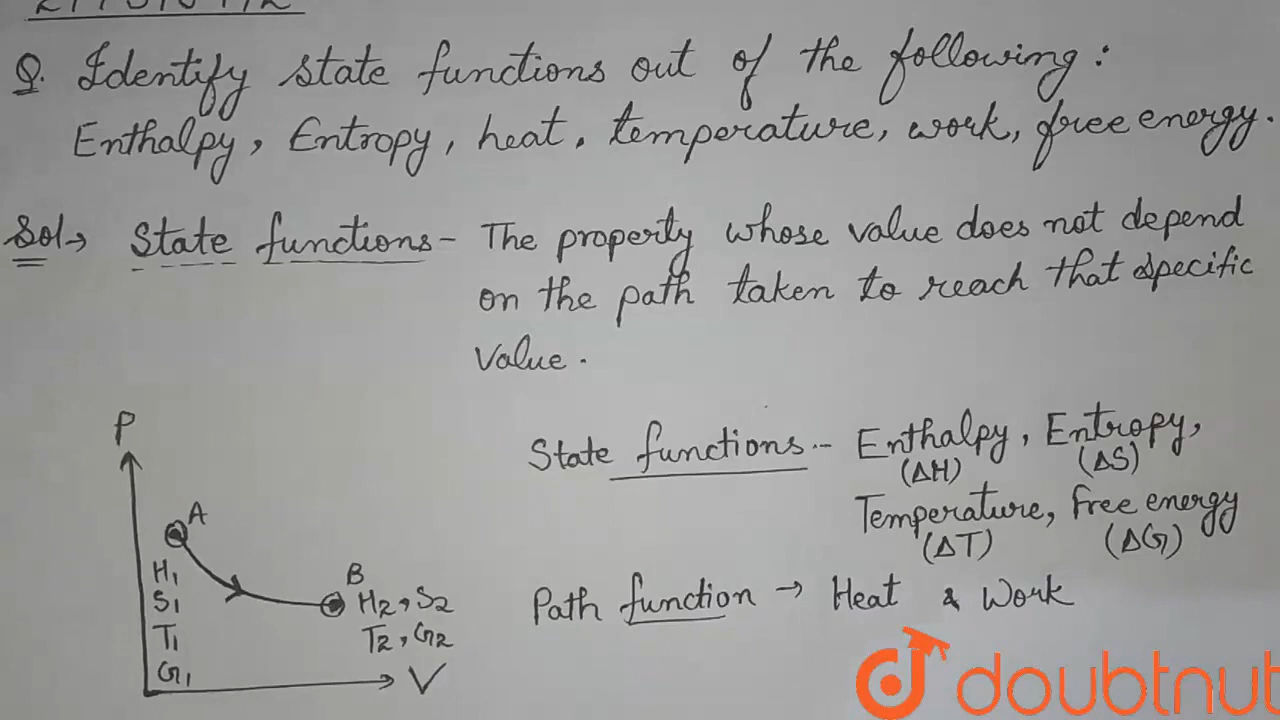 Q. Identify state functions out of the following:
Enthalpy, Entropy, heat, temperature, work, free energy.
Sol→ State functions - The property whose value does not depend
on the path taken to reach that specific
value.
P
A
H1
S1
T1
G1
B
H2, S2
T2, G2
V
State functions:- Enthalpy, Entropy,
(ΔH) (ΔS)
Temperature, free energy
(ΔT) (ΔG)
Path function → Heat & Work
doubtnut